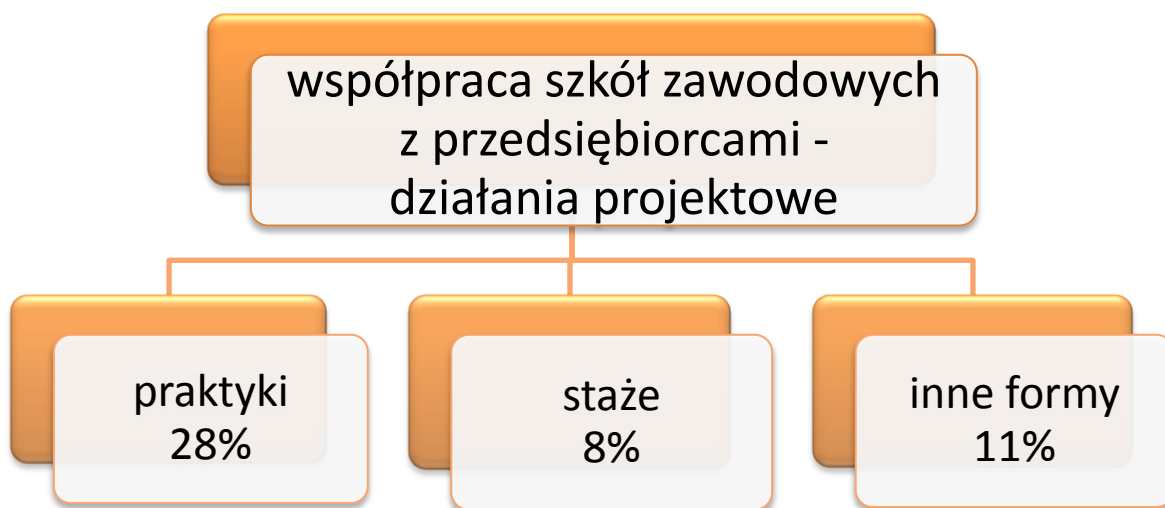 współpraca szkół zawodowych
z przedsiębiorcami -
działania projektowe
praktyki
28%
staże
8%
inne formy
11%